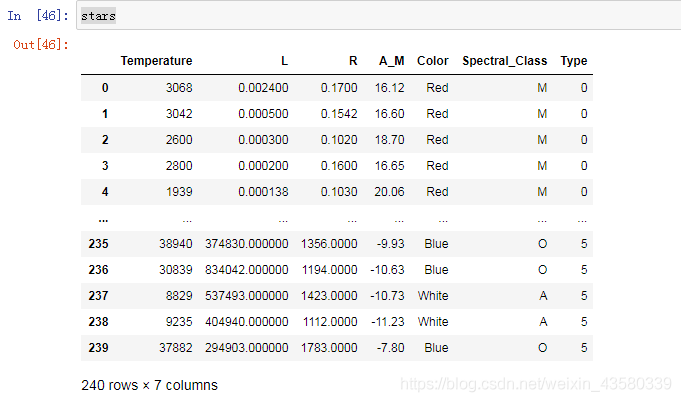 In [46]: stars
Out[46]:
Temperature L R A_M Color Spectral_Class Type
0 3068 0.002400 0.1700 16.12 Red M 0
1 3042 0.000500 0.1542 16.60 Red M 0
2 2600 0.000300 0.1020 18.70 Red M 0
3 2800 0.000200 0.1600 16.65 Red M 0
4 1939 0.000138 0.1030 20.06 Red M 0
... ... ... ... ... ... ... ...
235 38940 374830.000000 1356.0000 -9.93 Blue O 5
236 30839 834042.000000 1194.0000 -10.63 Blue O 5
237 8829 537493.000000 1423.0000 -10.73 White A 5
238 9235 404940.000000 1112.0000 -11.23 White A 5
239 37882 294903.000000 1783.0000 -7.80 Blue O 5
240 rows × 7 columns
https://blog.csdn.net/weixin_43580339